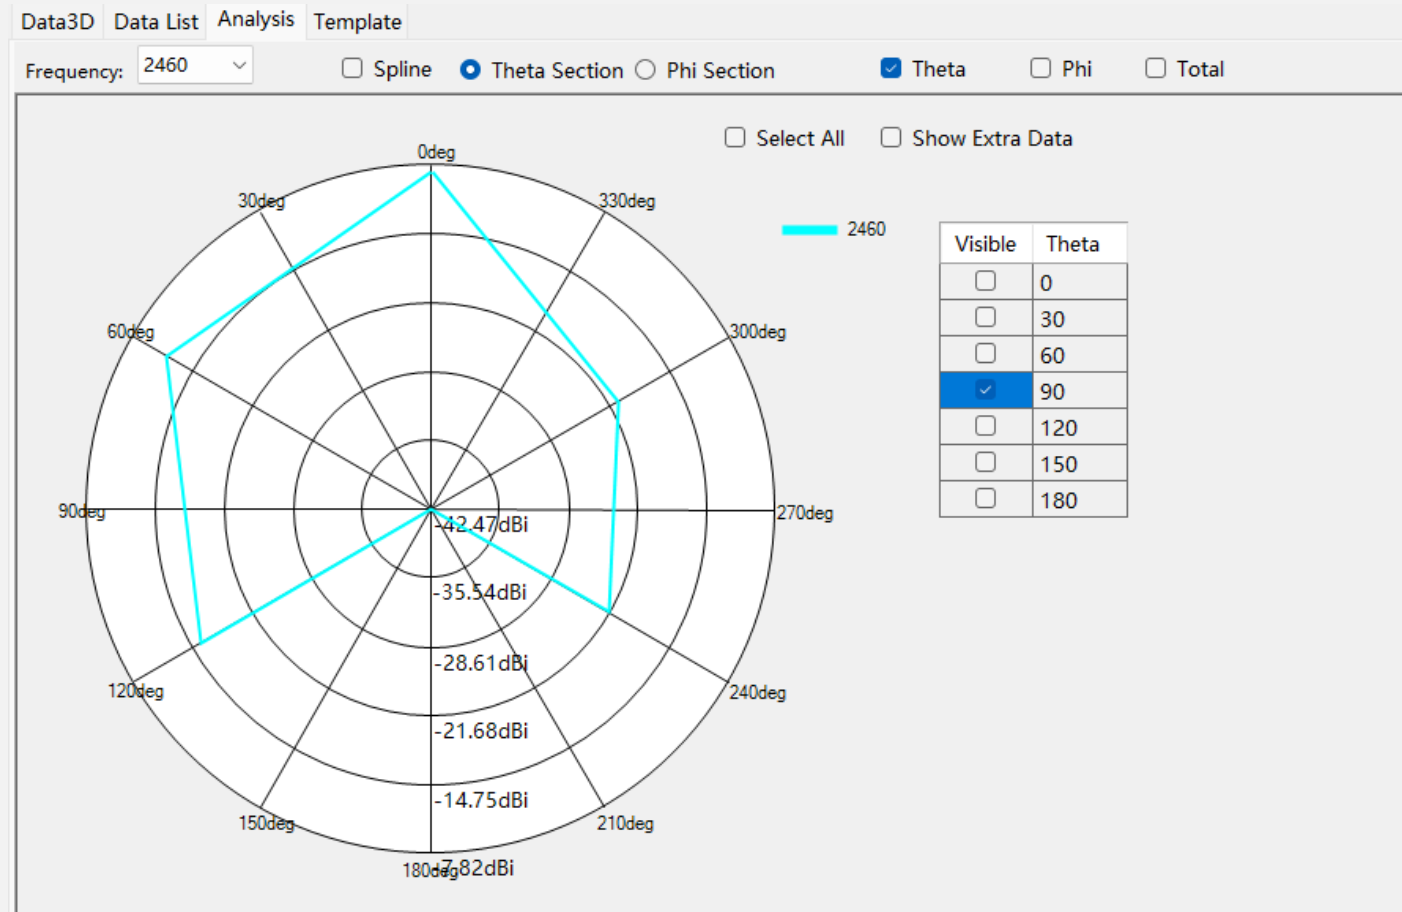 Data3D Data List Analysis Template
Frequency: 2460 Spline Theta Section Phi Section Theta Phi Total
Select All Show Extra Data
0deg
30deg 330deg
2460
Visible Theta
0
30
60deg 300deg
60
90
120
150
180
90deg 270deg
-42.47dBi
-35.54dBi
-28.61dBi
120deg 240deg
-21.68dBi
-14.75dBi
150deg 210deg
180deg -7.82dBi